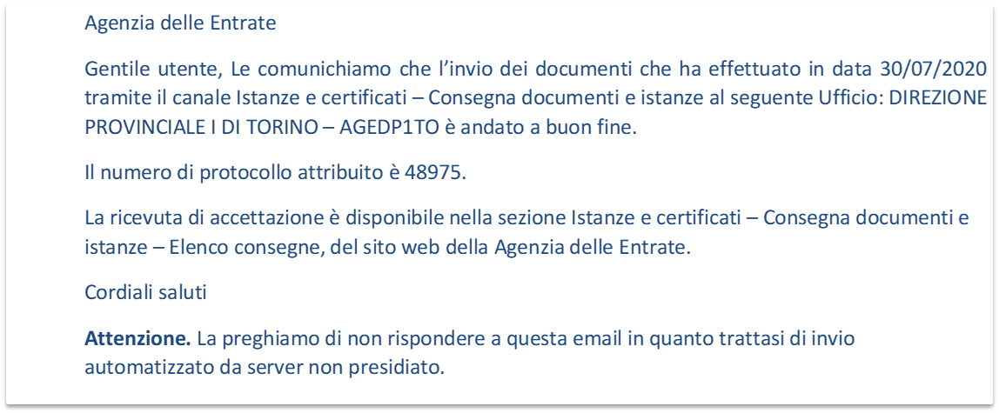 Agenzia delle Entrate
Gentile utente, Le comunichiamo che l’invio dei documenti che ha effettuato in data 30/07/2020
tramite il canale Istanze e certificati – Consegna documenti e istanze al seguente Ufficio: DIREZIONE
PROVINCIALE I DI TORINO – AGEDP1TO è andato a buon fine.
Il numero di protocollo attribuito è 48975.
La ricevuta di accettazione è disponibile nella sezione Istanze e certificati – Consegna documenti e
istanze – Elenco consegne, del sito web della Agenzia delle Entrate.
Cordiali saluti
Attenzione. La preghiamo di non rispondere a questa email in quanto trattasi di invio
automatizzato da server non presidiato.